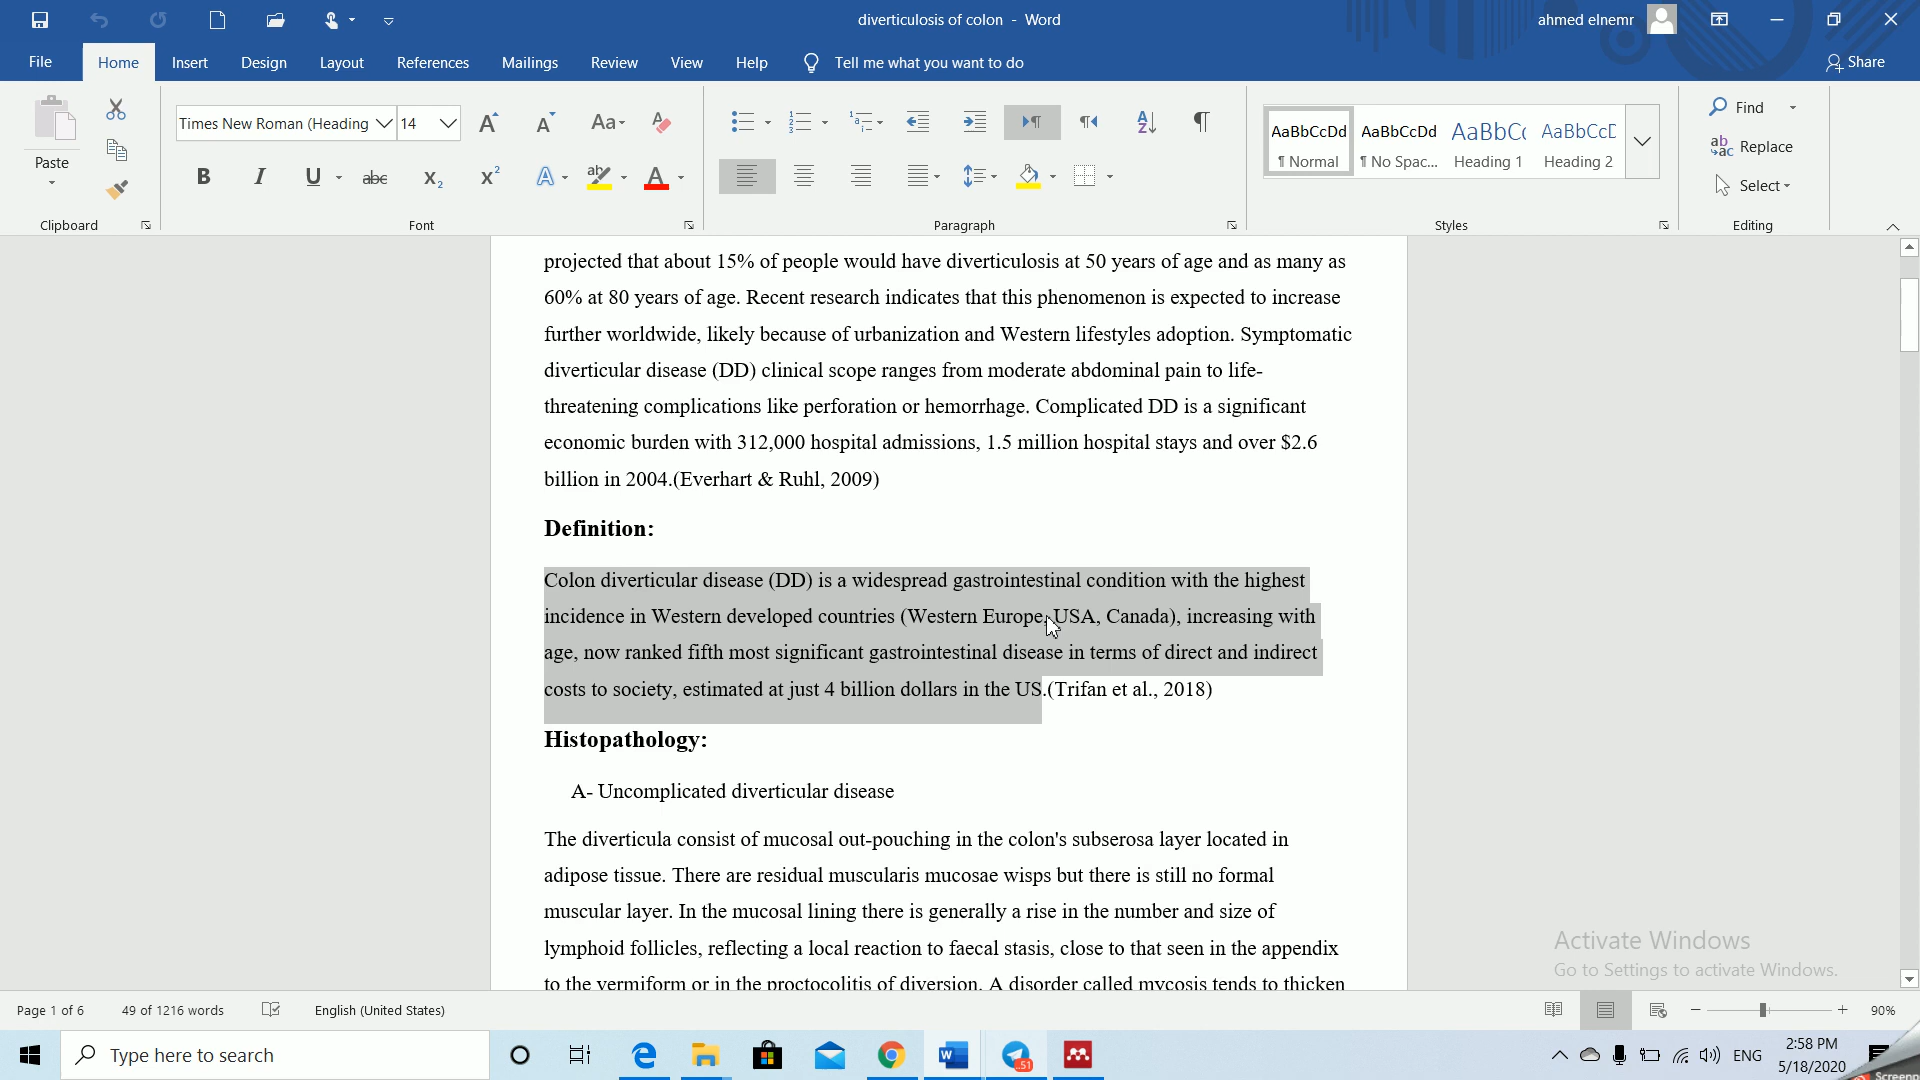 diverticulosis of colon - Word
ahmed elnemr
File Home Insert Design Layout References Mailings Review View Help Tell me what you want to do
Share
Paste
Clipboard
Times New Roman (Heading 14
Font
Paragraph
AaBbCcDd AaBbCcDd AaBbCc AaBbCcE
¶ Normal ¶ No Spac... Heading 1 Heading 2
Styles
Find
Replace
Select
Editing
projected that about 15% of people would have diverticulosis at 50 years of age and as many as
60% at 80 years of age. Recent research indicates that this phenomenon is expected to increase
further worldwide, likely because of urbanization and Western lifestyles adoption. Symptomatic
diverticular disease (DD) clinical scope ranges from moderate abdominal pain to life-
threatening complications like perforation or hemorrhage. Complicated DD is a significant
economic burden with 312,000 hospital admissions, 1.5 million hospital stays and over $2.6
billion in 2004.(Everhart & Ruhl, 2009)
Definition:
Colon diverticular disease (DD) is a widespread gastrointestinal condition with the highest
incidence in Western developed countries (Western Europe, USA, Canada), increasing with
age, now ranked fifth most significant gastrointestinal disease in terms of direct and indirect
costs to society, estimated at just 4 billion dollars in the US.(Trifan et al., 2018)
Histopathology:
A- Uncomplicated diverticular disease
The diverticula consist of mucosal out-pouching in the colon's subserosa layer located in
adipose tissue. There are residual muscularis mucosae wisps but there is still no formal
muscular layer. In the mucosal lining there is generally a rise in the number and size of
lymphoid follicles, reflecting a local reaction to faecal stasis, close to that seen in the appendix
to the vermiform or in the proctocolitis of diversion. A disorder called mycosis tends to thicken
Activate Windows
Go to Settings to activate Windows.
Page 1 of 6 49 of 1216 words English (United States)
90%
Type here to search
51
ENG
2:58 PM
5/18/2020